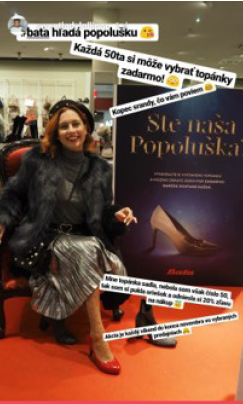 bata hľadá popolušku
Každá 50ta si môže vybrať topánky
zadarmo!
Kopec srandy, čo vám poviem
Ste naša
Popoluška
Bata
Mne topánka sadla, nebola som však číslo 50,
tak som si pukla oriešok a odniesla si 20% zľavu
na nákup
Akcia je každý víkend do konca novembra vo vybraných
predajniach